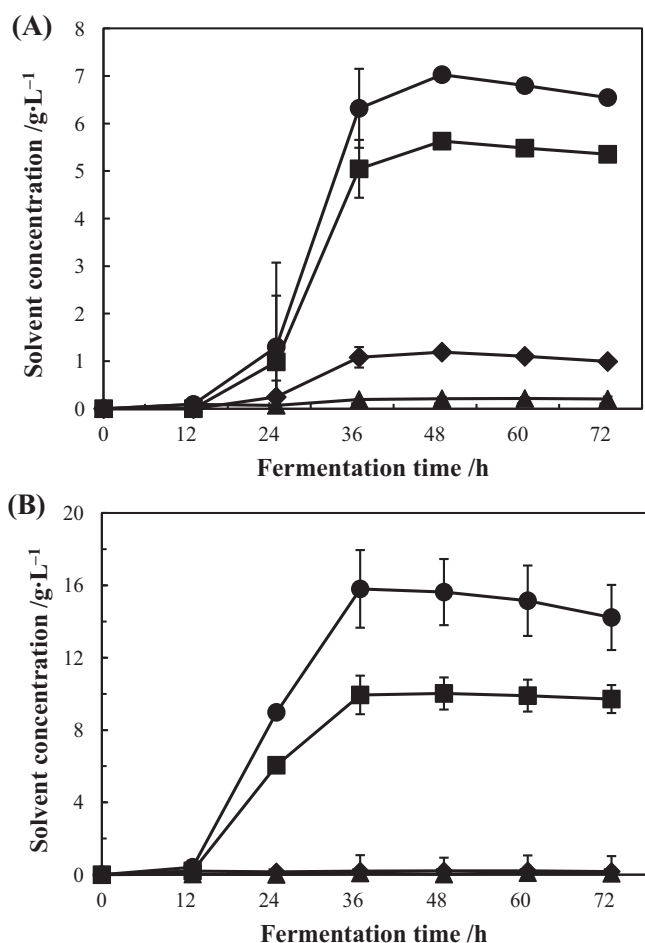 (A)
8
7
6
5
4
3
2
1
0
Solvent concentration /g·L⁻¹
0 12 24 36 48 60 72
Fermentation time /h
(B)
20
16
12
8
4
0
Solvent concentration /g·L⁻¹
0 12 24 36 48 60 72
Fermentation time /h